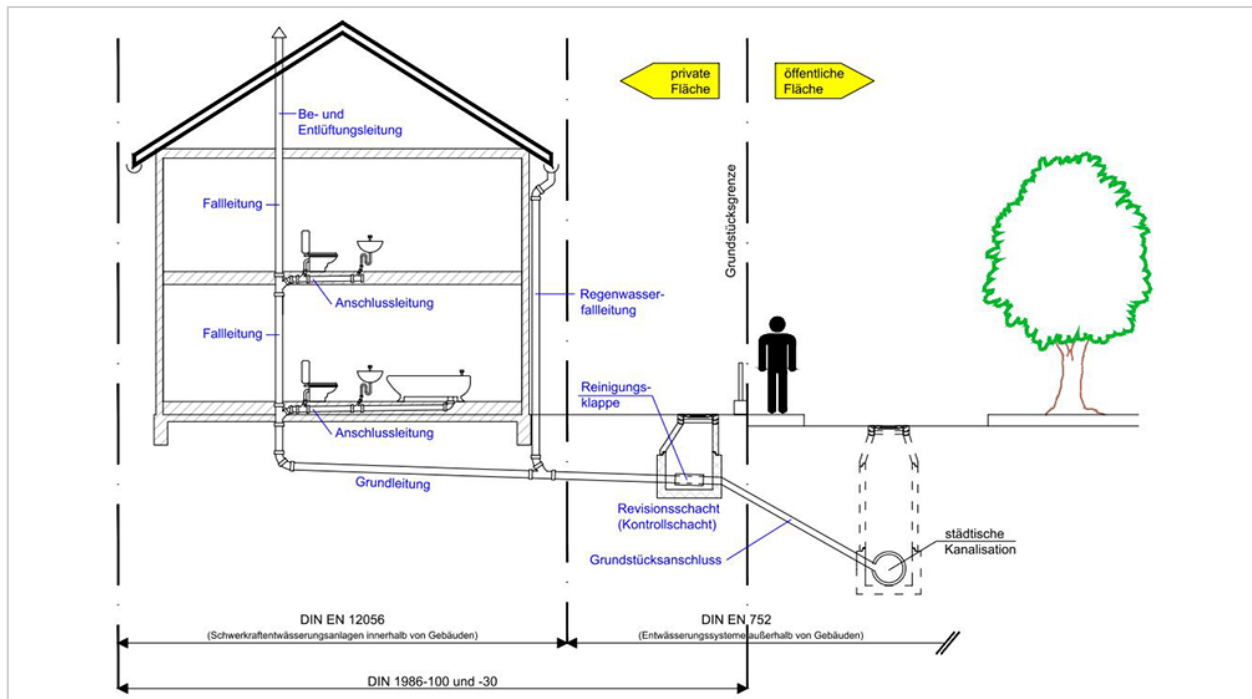 private
Fläche
öffentliche
Fläche
Be- und
Entlüftungsleitung
Grundstücksgrenze
Fallleitung
Anschlussleitung
Regenwasser-
fallleitung
Fallleitung
Reinigungs-
klappe
Anschlussleitung
Grundleitung
Revisionsschacht
(Kontrollschacht)
Grundstücksanschluss
städtische
Kanalisation
DIN EN 12056
(Schwerkraftentwässerungsanlagen innerhalb von Gebäuden)
DIN EN 752
(Entwässerungssysteme außerhalb von Gebäuden)
DIN 1986-100 und -30